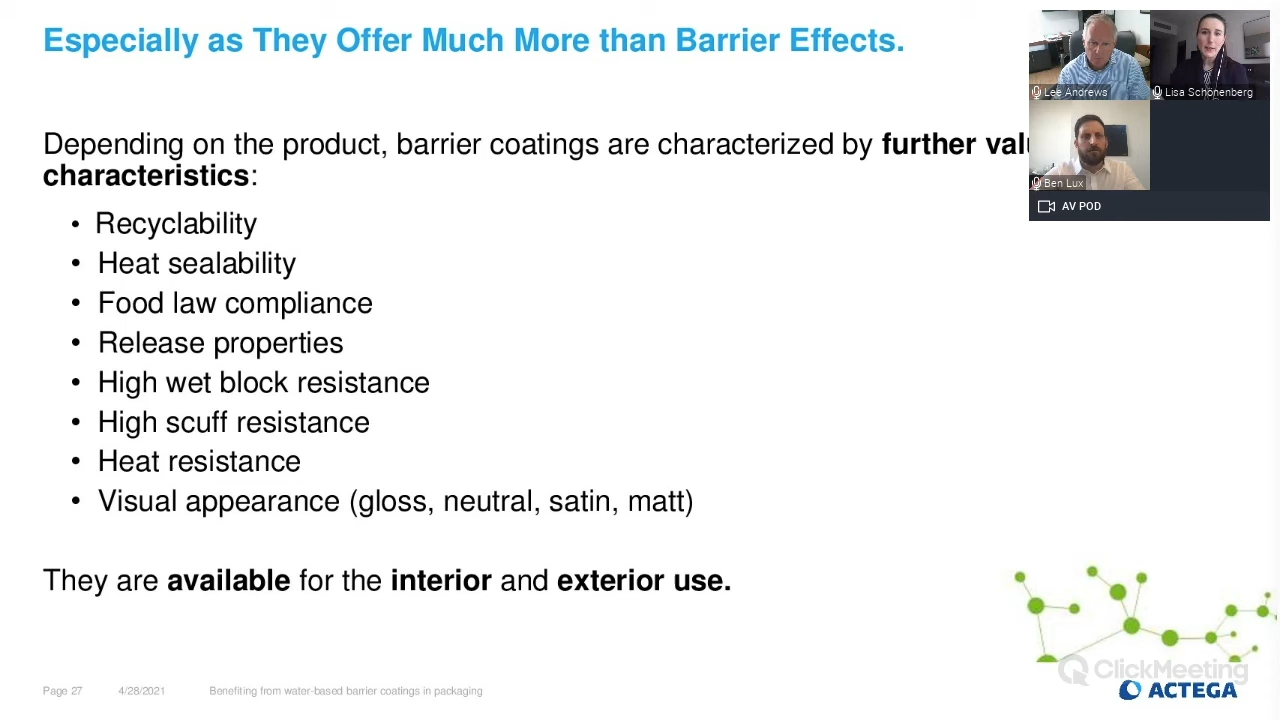 Especially as They Offer Much More than Barrier Effects.
Depending on the product, barrier coatings are characterized by further
characteristics:
• Recyclability
• Heat sealability
• Food law compliance
• Release properties
• High wet block resistance
• High scuff resistance
• Heat resistance
• Visual appearance (gloss, neutral, satin, matt)
They are available for the interior and exterior use.
Page 27 4/28/2021 Benefiting from water-based barrier coatings in packaging
Lee Andrews
Lisa Schönenberg
Ben Lux
AV POD
ClickMeeting
ACTEGA